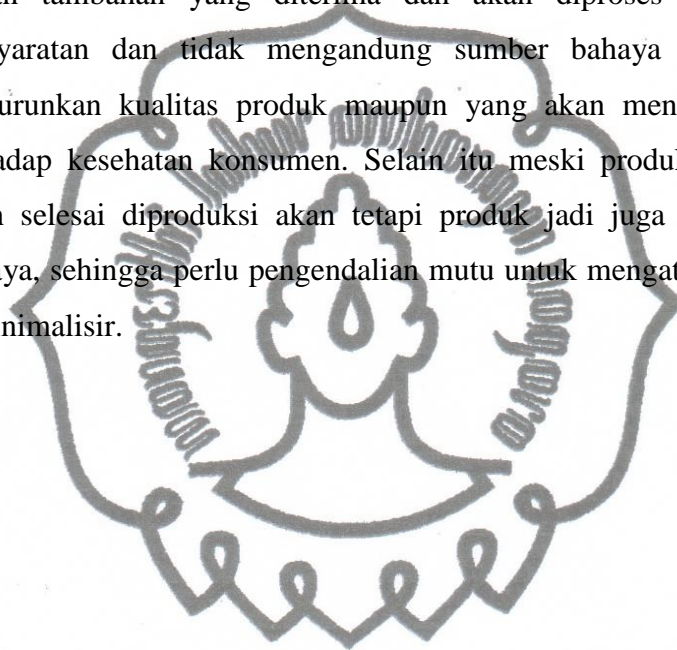 an tambahan yang diterima dan akan diproses
yaratan dan tidak mengandung sumber bahaya
urunkan kualitas produk maupun yang akan men
adap kesehatan konsumen. Selain itu meski produk
n selesai diproduksi akan tetapi produk jadi juga
ya, sehingga perlu pengendalian mutu untuk mengat
nimalisir.